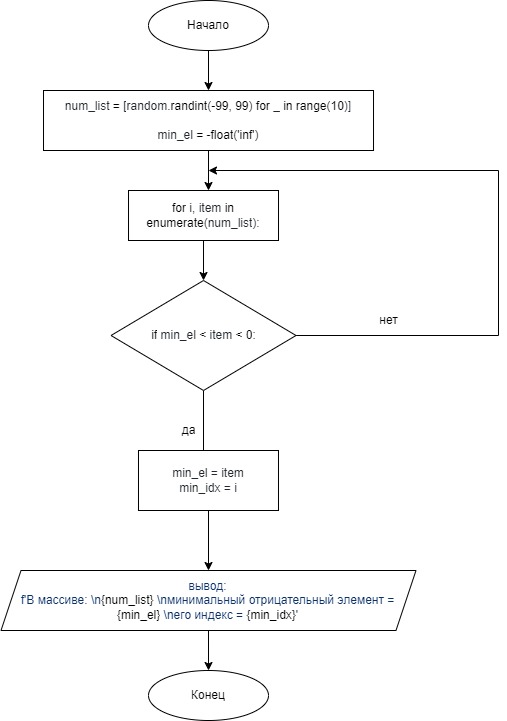 Начало
num_list = [random.randint(-99, 99) for _ in range(10)]
min_el = -float('inf')
for i, item in
enumerate(num_list):
if min_el < item < 0:
нет
да
min_el = item
min_idx = i
вывод:
f'В массиве: \n{num_list} \nминимальный отрицательный элемент =
{min_el} \nего индекс = {min_idx}'
Конец